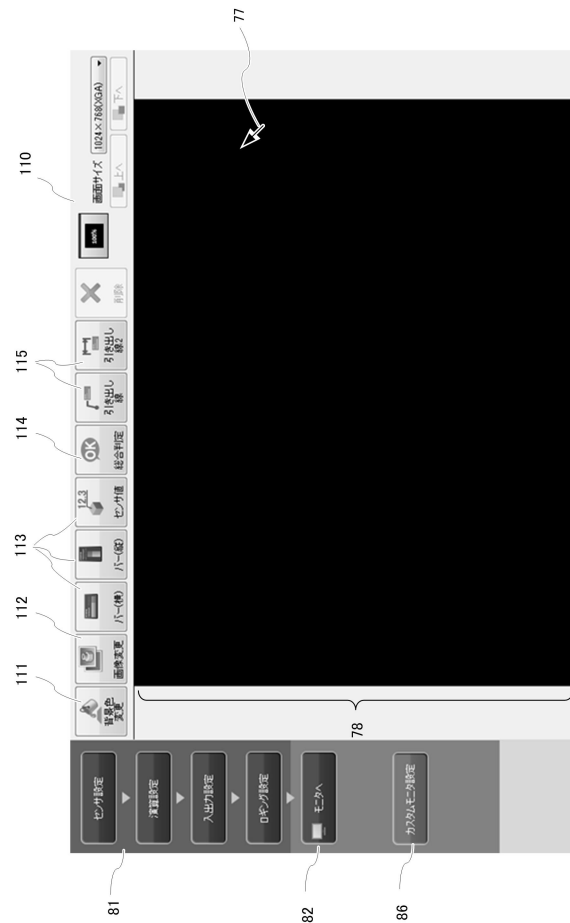 111
112
113
114
115
110
背景色
変更
画像変更
バー(横)
バー(縦)
12.3
センサ値
OK
総合判定
引き出し
線
引き出し
線2
削除
100%
画面サイズ
1024×768(XGA)
上へ
下へ
77
78
81
センサ設定
演算設定
入出力設定
ロギング設定
82
モニタへ
86
カスタムモニタ設定